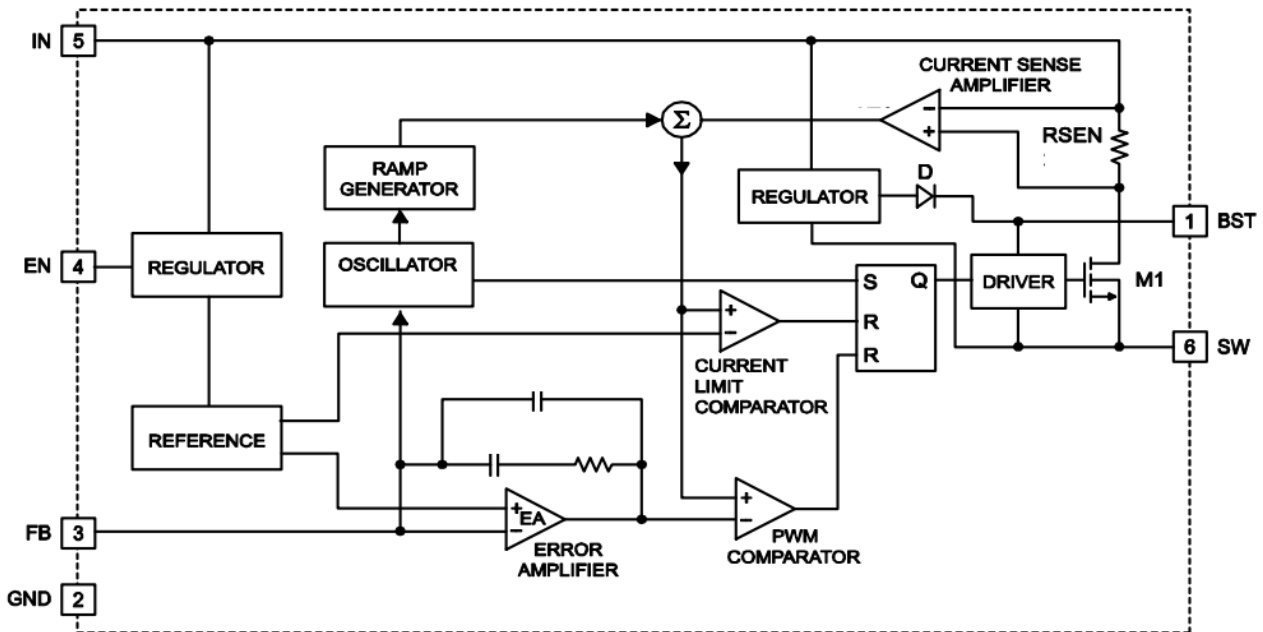 IN 5
CURRENT SENSE
AMPLIFIER
Σ
−
+
RSEN
RAMP
GENERATOR
D
REGULATOR
1 BST
EN 4
REGULATOR
OSCILLATOR
S Q
DRIVER
M1
+
−
R
6 SW
R
CURRENT
LIMIT
COMPARATOR
REFERENCE
+
EA
−
+
−
FB 3
PWM
COMPARATOR
ERROR
AMPLIFIER
GND 2